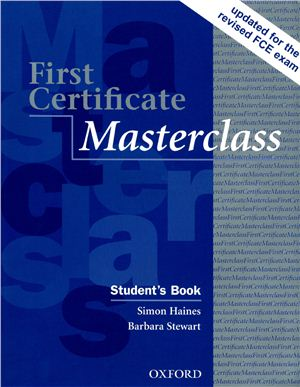 updated for the
revised FCE exam
First
Certificate
Masterclass
Student's Book
Simon Haines
Barbara Stewart
OXFORD